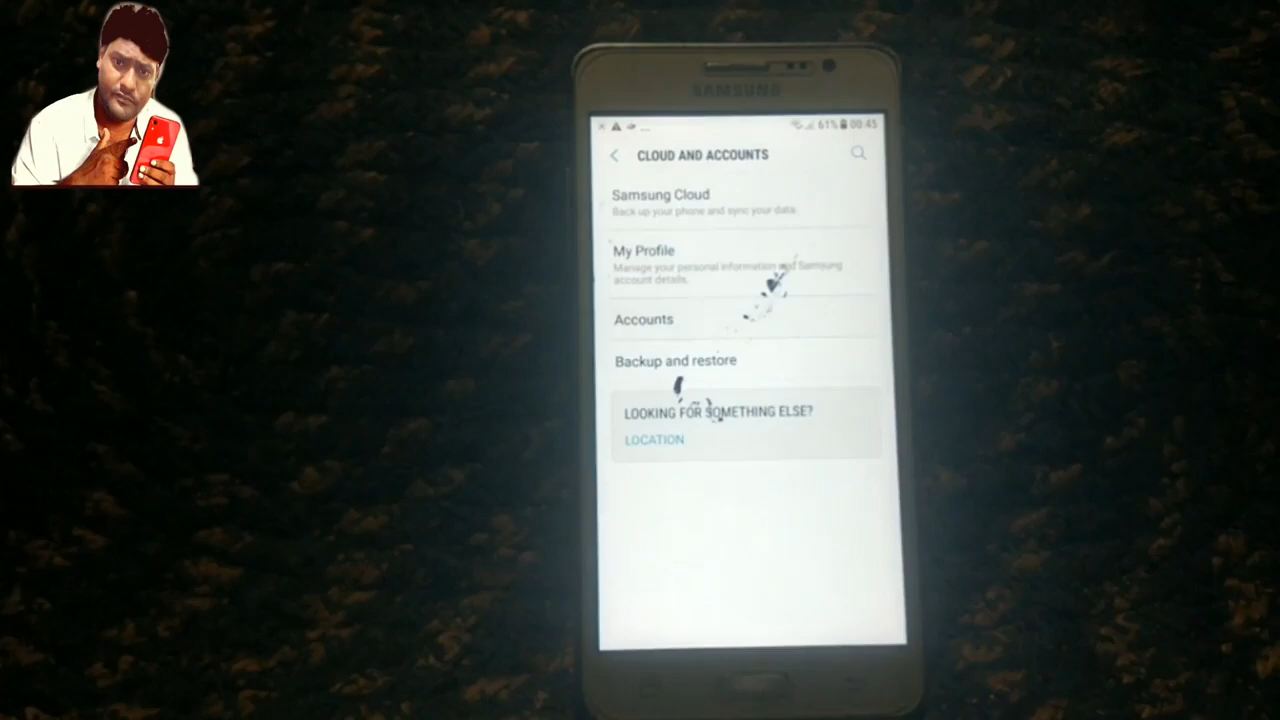 SAMSUNG
61% 00:45
CLOUD AND ACCOUNTS
Samsung Cloud
Back up your phone and sync your data.
My Profile
Manage your personal information and Samsung
account details.
Accounts
Backup and restore
LOOKING FOR SOMETHING ELSE?
LOCATION